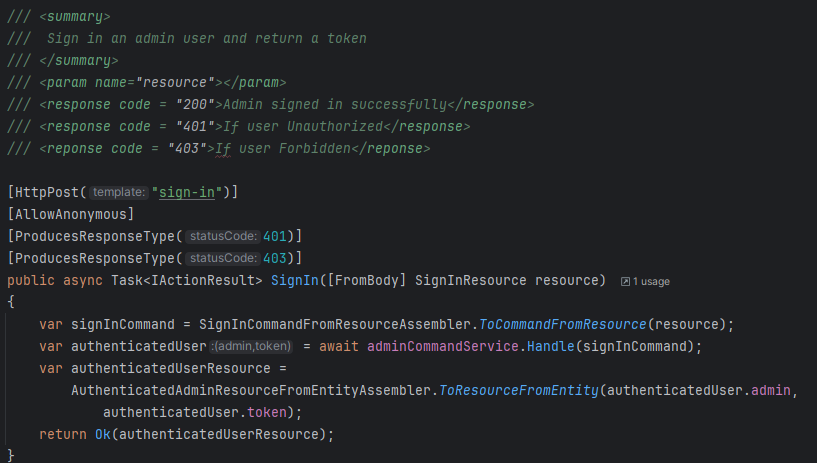 /// <summary>
///  Sign in an admin user and return a token
/// </summary>
/// <param name="resource"></param>
/// <response code = "200">Admin signed in successfully</response>
/// <response code = "401">If user Unauthorized</response>
/// <reponse code = "403">If user Forbidden</reponse>
[HttpPost( template: "sign-in")]
[AllowAnonymous]
[ProducesResponseType( statusCode: 401)]
[ProducesResponseType( statusCode: 403)]
public async Task<IActionResult> SignIn([FromBody] SignInResource resource) 1 usage
{
    var signInCommand = SignInCommandFromResourceAssembler.ToCommandFromResource(resource);
    var authenticatedUser :(admin,token) = await adminCommandService.Handle(signInCommand);
    var authenticatedUserResource =
        AuthenticatedAdminResourceFromEntityAssembler.ToResourceFromEntity(authenticatedUser.admin,
            authenticatedUser.token);
    return Ok(authenticatedUserResource);
}